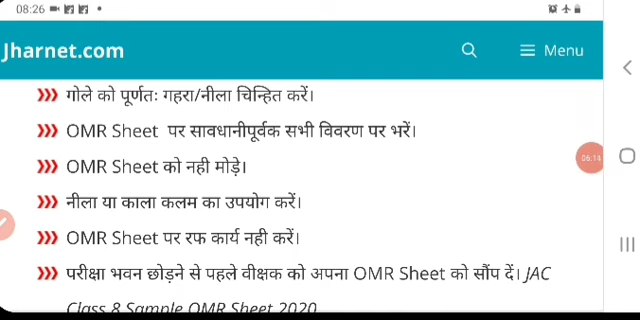 08:26
Jharnet.com
Menu
गोले को पूर्णतः गहरा/नीला चिन्हित करें।
OMR Sheet पर सावधानीपूर्वक सभी विवरण पर भरें।
OMR Sheet को नही मोड़े।
06:14
नीला या काला कलम का उपयोग करें।
OMR Sheet पर रफ कार्य नही करें।
परीक्षा भवन छोड़ने से पहले वीक्षक को अपना OMR Sheet को सौंप दें। JAC
Class 8 Sample OMR Sheet 2020